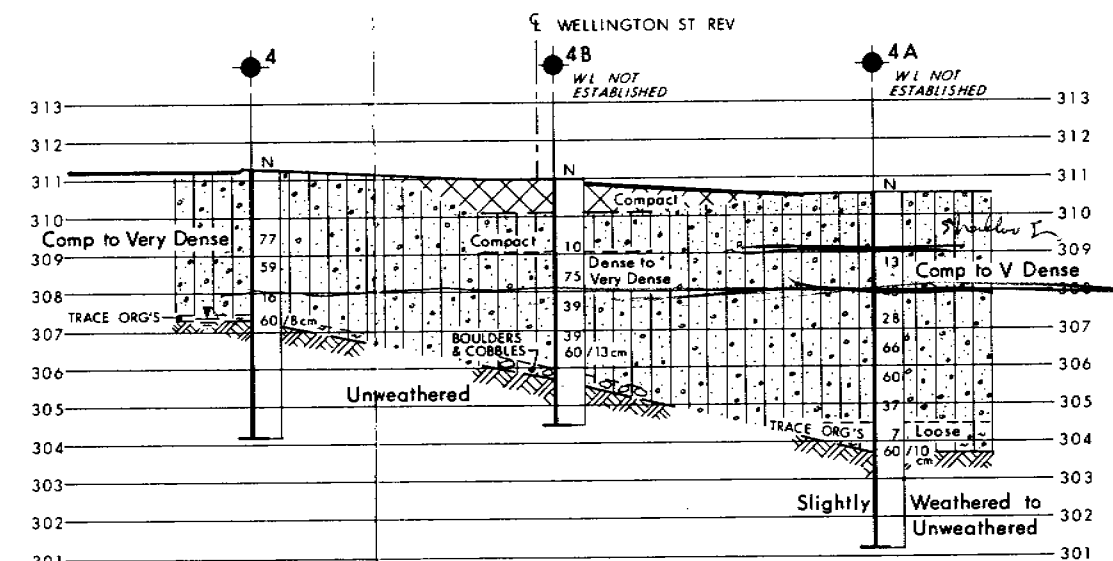 ℄ WELLINGTON ST REV
4
4B
4A
W L NOT
ESTABLISHED
W L NOT
ESTABLISHED
313
313
312
312
311
311
310
310
309
309
308
307
307
306
306
305
305
304
304
303
303
302
302
301
301
N
N
N
Compact
Compact
Comp to Very Dense
77
59
16
60/8cm
10
Dense to
Very Dense
75
39
39
60/13cm
13
Comp to V Dense
28
66
60
37
7
Loose
60/10
cm
TRACE ORG'S
BOULDERS
& COBBLES
Unweathered
TRACE ORG'S
Slightly Weathered to
Unweathered